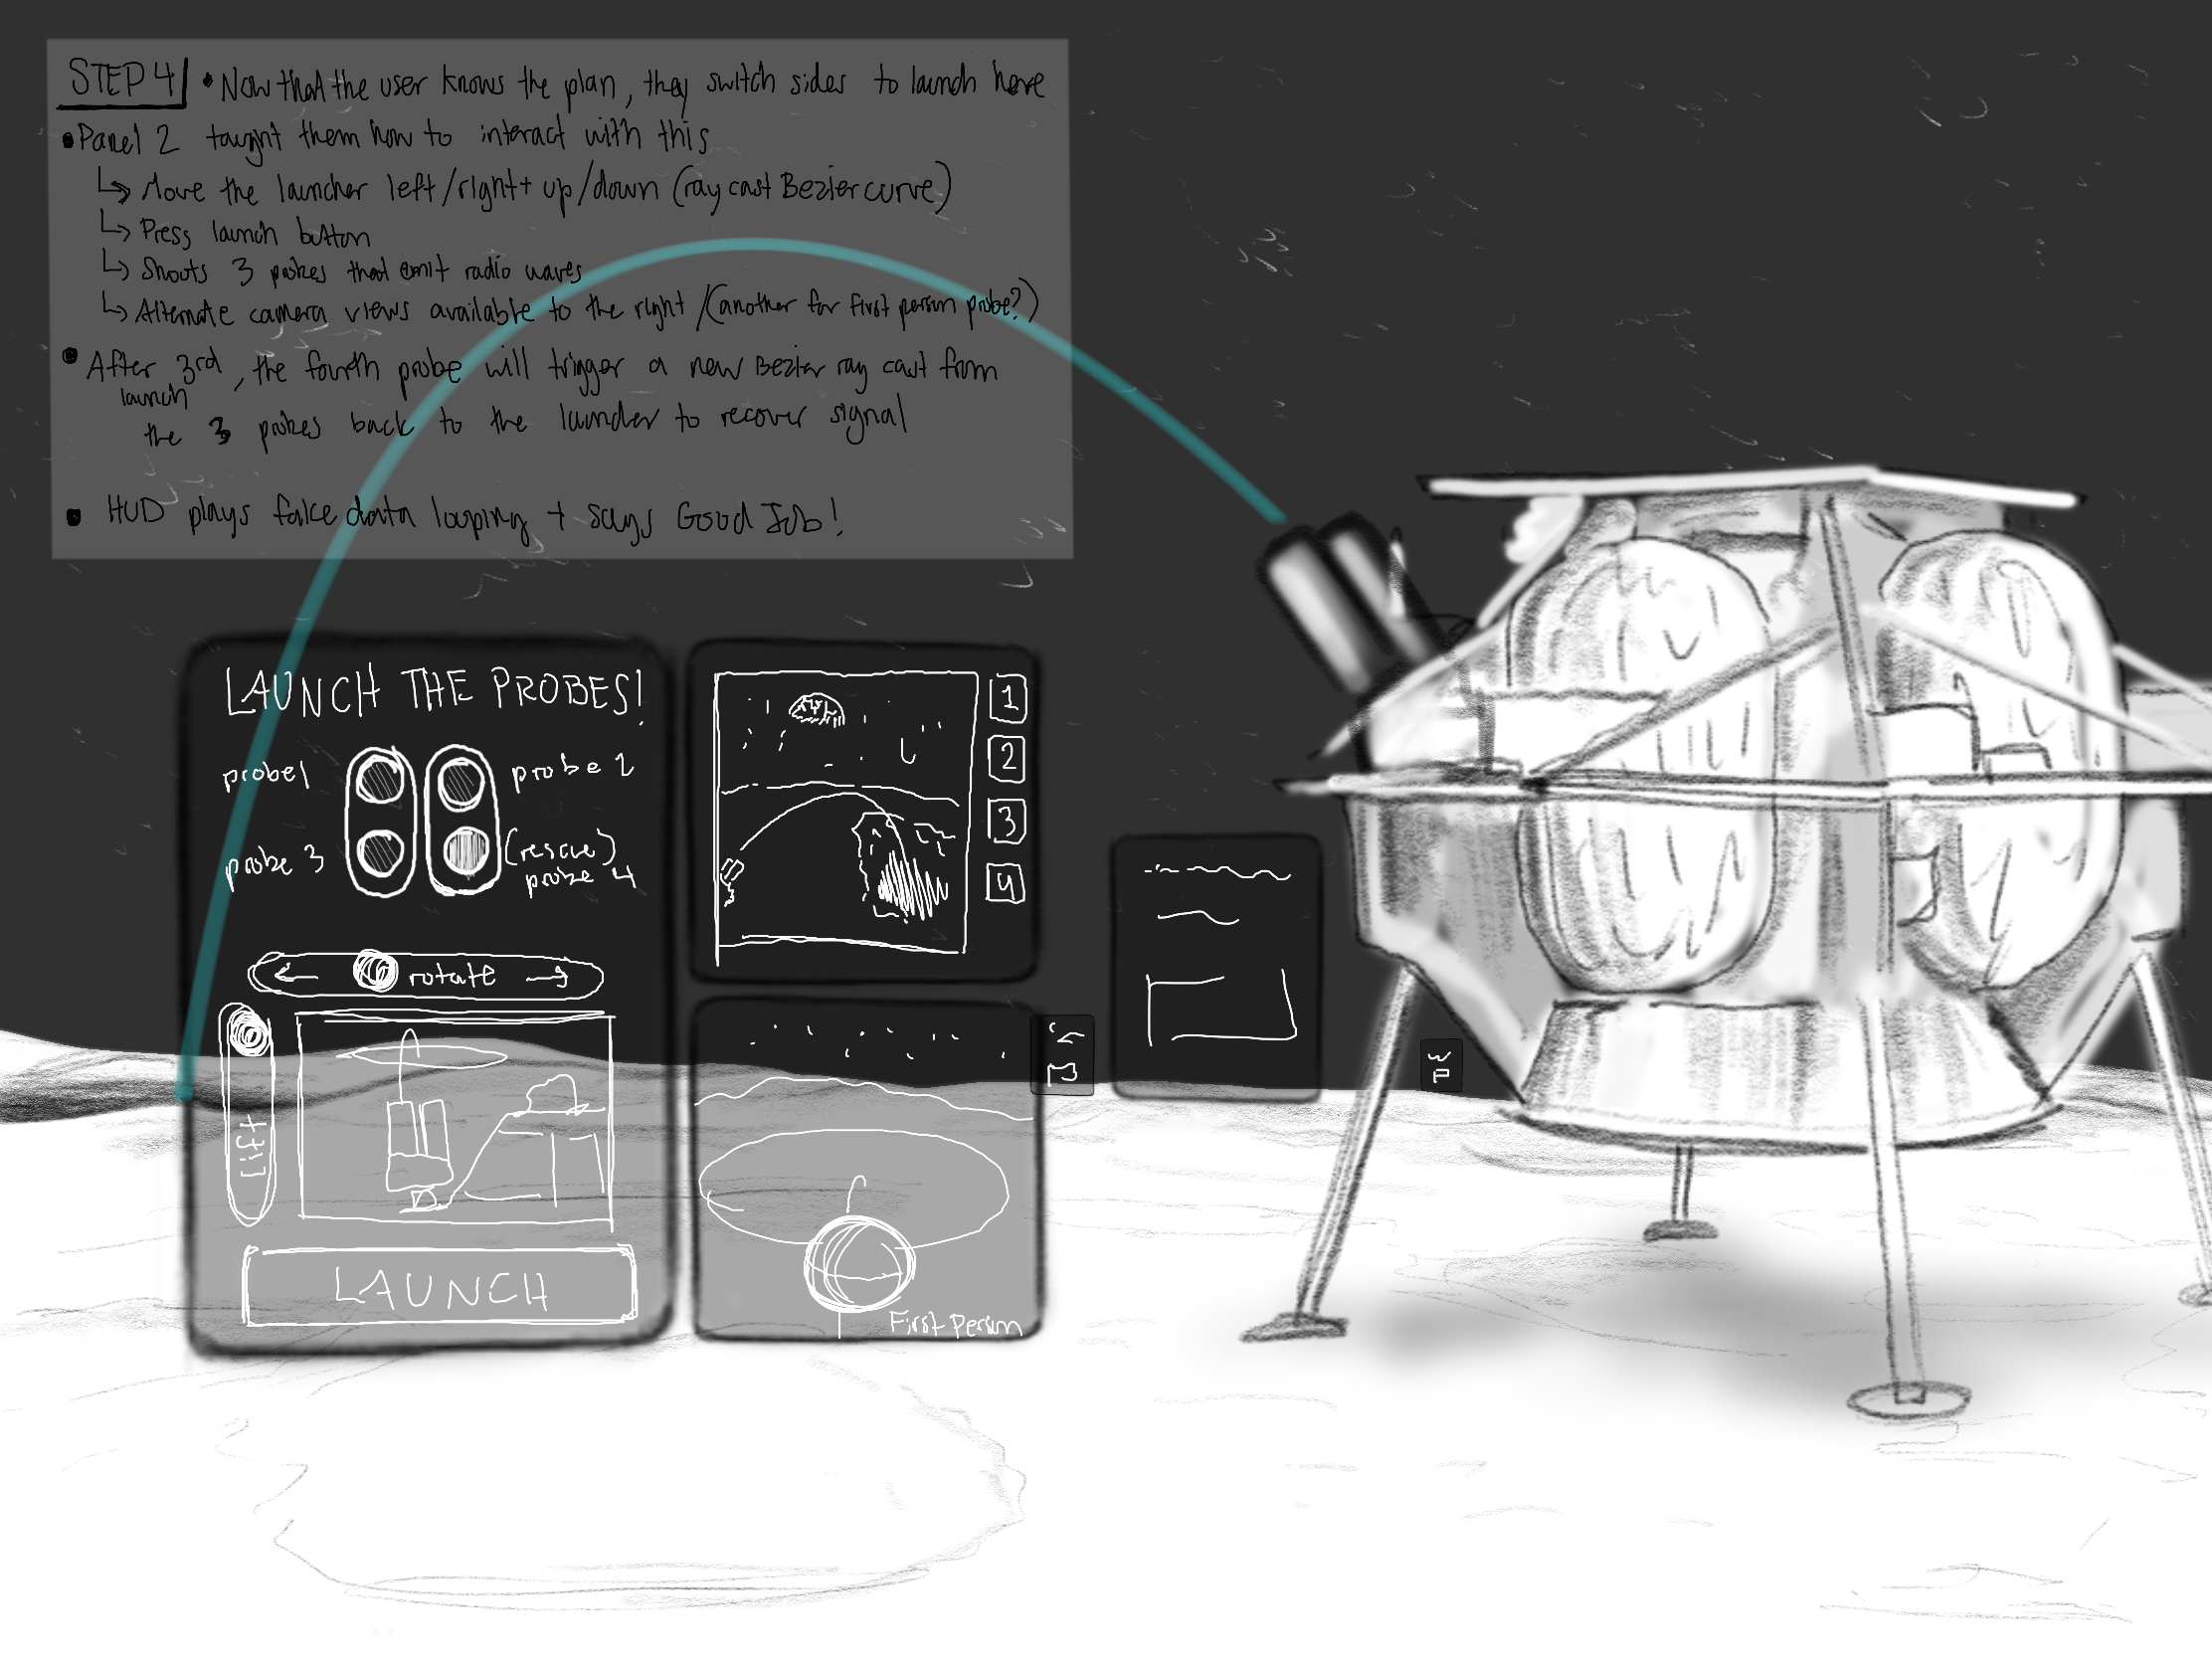 STEP 4 • Now that the user knows the plan, they switch sides to launch here
• Panel 2 taught them how to interact with this
↳ Move the launcher left/right + up/down (ray cast Bezier curve)
↳ Press launch button
↳ Shoots 3 probes that emit radio waves
↳ Alternate camera views available to the right /(another for first person probe?)
• After 3rd launch, the fourth probe will trigger a new Bezier ray cast from
the 3 probes back to the launcher to recover signal
• HUD plays fake data looping + says Good Job!
LAUNCH THE PROBES!
probe 1
probe 2
probe 3
(rescue)
probe 4
← rotate →
LIFT
LAUNCH
1
2
3
4
First Person